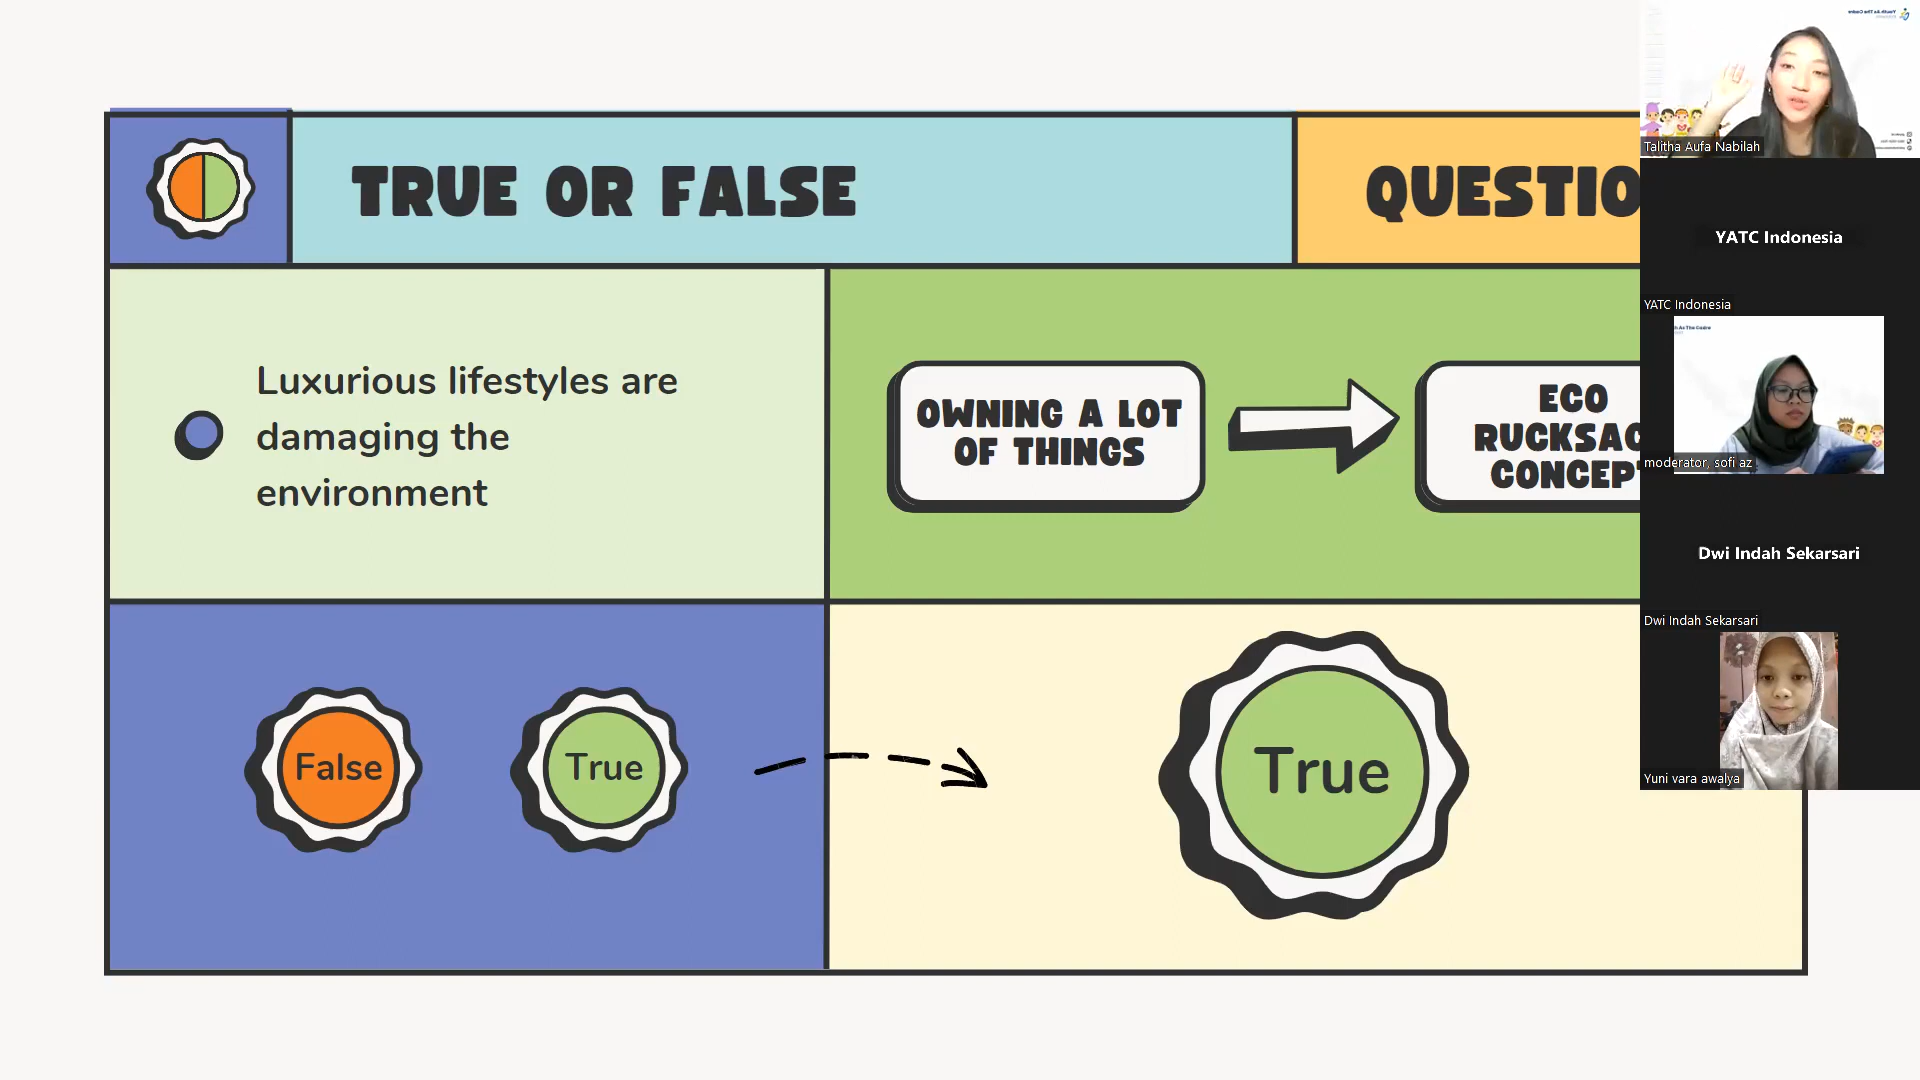 TRUE OR FALSE
QUESTIO
Luxurious lifestyles are
damaging the
environment
OWNING A LOT
OF THINGS
ECO
RUCKSAC
CONCEP
False
True
True
Talitha Aufa Nabilah
YATC Indonesia
YATC Indonesia
moderator, sofi az
Dwi Indah Sekarsari
Dwi Indah Sekarsari
Yuni vara awalya